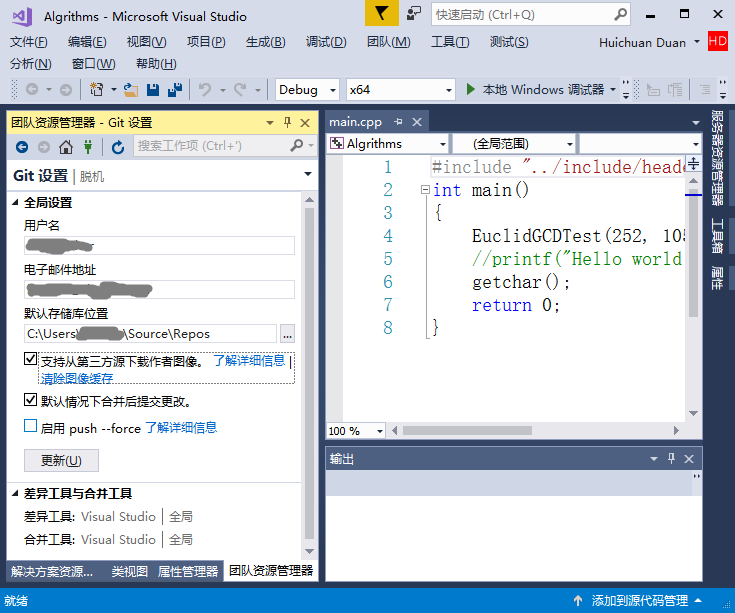 Algrithms - Microsoft Visual Studio
快速启动 (Ctrl+Q)
文件(F) 编辑(E) 视图(V) 项目(P) 生成(B) 调试(D) 团队(M) 工具(T) 测试(S)
Huichuan Duan HD
分析(N) 窗口(W) 帮助(H)
Debug x64 本地 Windows 调试器
团队资源管理器 - Git 设置
搜索工作项 (Ctrl+')
Git 设置 | 脱机
全局设置
用户名
电子邮件地址
默认存储库位置
C:\Users\ \Source\Repos ...
支持从第三方源下载作者图像。 了解详细信息 |
清除图像缓存
默认情况下合并后提交更改。
启用 push --force 了解详细信息
更新(U)
差异工具与合并工具
差异工具: Visual Studio | 全局
合并工具: Visual Studio | 全局
解决方案资源... 类视图 属性管理器 团队资源管理器
main.cpp
Algrithms (全局范围)
1 #include "../include/heade
2 int main()
3 {
4 EuclidGCDTest(252, 105
5 //printf("Hello world
6 getchar();
7 return 0;
8 }
100 %
输出
服务器资源管理器
工具箱
属性
就绪
添加到源代码管理